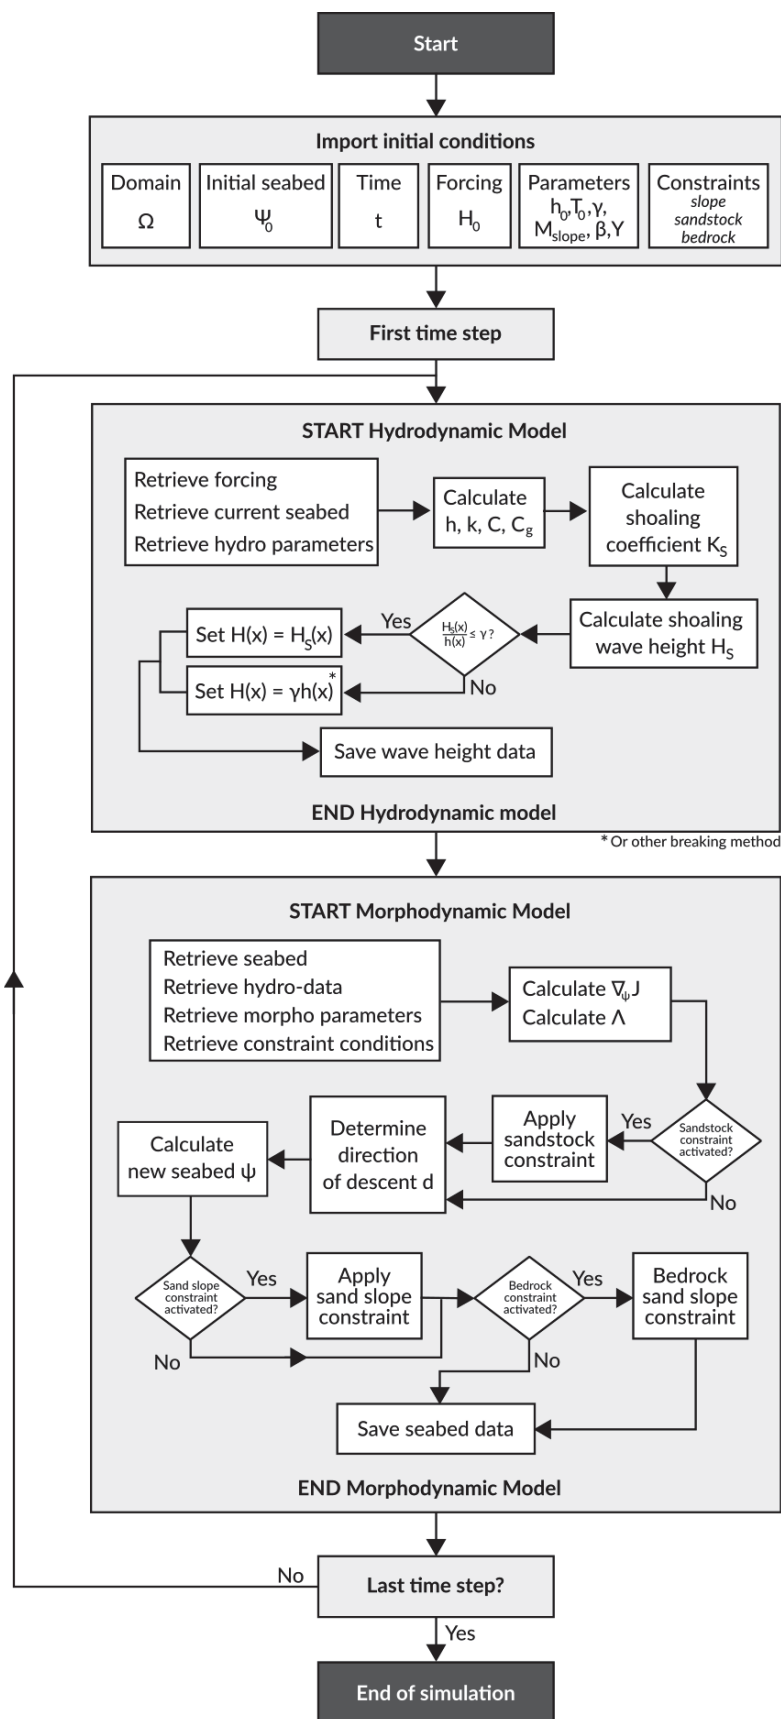 Start
Import initial conditions
Domain
Ω
Initial seabed
Ψ₀
Time
t
Forcing
H₀
Parameters
h₀,T₀,γ,
Mslope, β,Υ
Constraints
slope
sandstock
bedrock
First time step
START Hydrodynamic Model
Retrieve forcing
Retrieve current seabed
Retrieve hydro parameters
Calculate
h, k, C, Cg
Calculate
shoaling
coefficient KS
Calculate shoaling
wave height HS
HS(x)
h(x) ≤ γ ?
Yes
Set H(x) = HS(x)
No
Set H(x) = γh(x)*
Save wave height data
END Hydrodynamic model
* Or other breaking method
START Morphodynamic Model
Retrieve seabed
Retrieve hydro-data
Retrieve morpho parameters
Retrieve constraint conditions
Calculate ∇ψJ
Calculate Λ
Sandstock
constraint
activated?
Yes
Apply
sandstock
constraint
No
Determine
direction
of descent d
Calculate
new seabed ψ
Sand slope
constraint
activated?
Yes
Apply
sand slope
constraint
No
Bedrock
constraint
activated?
Yes
Bedrock
sand slope
constraint
No
Save seabed data
END Morphodynamic Model
No
Last time step?
Yes
End of simulation